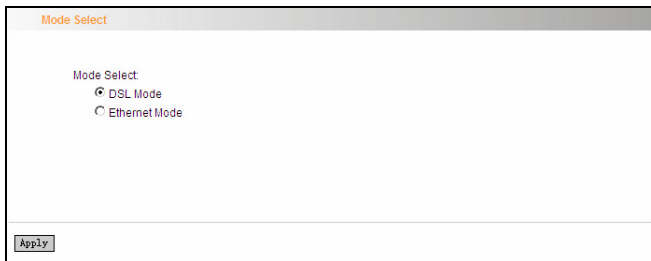 Mode Select
Mode Select:
DSL Mode
Ethernet Mode
Apply